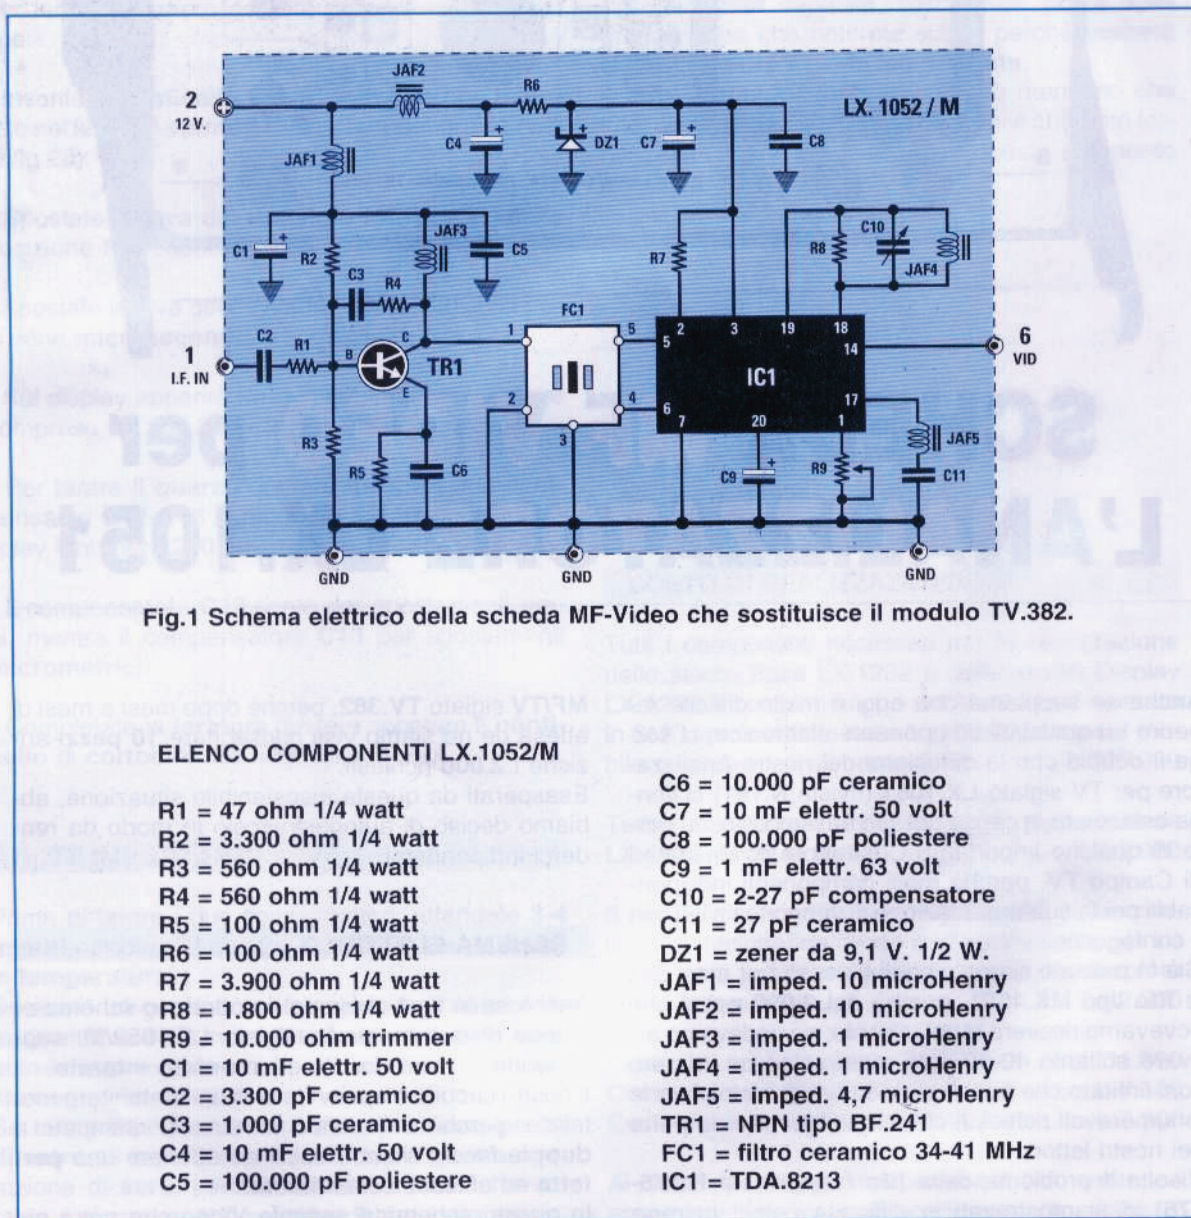 LX. 1052 / M
2
12 V.
JAF2
R6
JAF1
C4
+
DZ1
C7
+
C8
C1
+
R2
JAF3
C5
C3
R4
R7
R8
C10
JAF4
1
I.F. IN
C2
R1
B
C
E
TR1
1
FC1
5
2
4
3
2
3
19
18
5
14
IC1
6
17
7
20
1
6
VID
R3
R5
C6
C9
+
R9
JAF5
C11
GND
GND
GND
Fig.1 Schema elettrico della scheda MF-Video che sostituisce il modulo TV.382.
ELENCO COMPONENTI LX.1052/M
R1 = 47 ohm 1/4 watt
R2 = 3.300 ohm 1/4 watt
R3 = 560 ohm 1/4 watt
R4 = 560 ohm 1/4 watt
R5 = 100 ohm 1/4 watt
R6 = 100 ohm 1/4 watt
R7 = 3.900 ohm 1/4 watt
R8 = 1.800 ohm 1/4 watt
R9 = 10.000 ohm trimmer
C1 = 10 mF elettr. 50 volt
C2 = 3.300 pF ceramico
C3 = 1.000 pF ceramico
C4 = 10 mF elettr. 50 volt
C5 = 100.000 pF poliestere
C6 = 10.000 pF ceramico
C7 = 10 mF elettr. 50 volt
C8 = 100.000 pF poliestere
C9 = 1 mF elettr. 63 volt
C10 = 2-27 pF compensatore
C11 = 27 pF ceramico
DZ1 = zener da 9,1 V. 1/2 W.
JAF1 = imped. 10 microHenry
JAF2 = imped. 10 microHenry
JAF3 = imped. 1 microHenry
JAF4 = imped. 1 microHenry
JAF5 = imped. 4,7 microHenry
TR1 = NPN tipo BF.241
FC1 = filtro ceramico 34-41 MHz
IC1 = TDA.8213